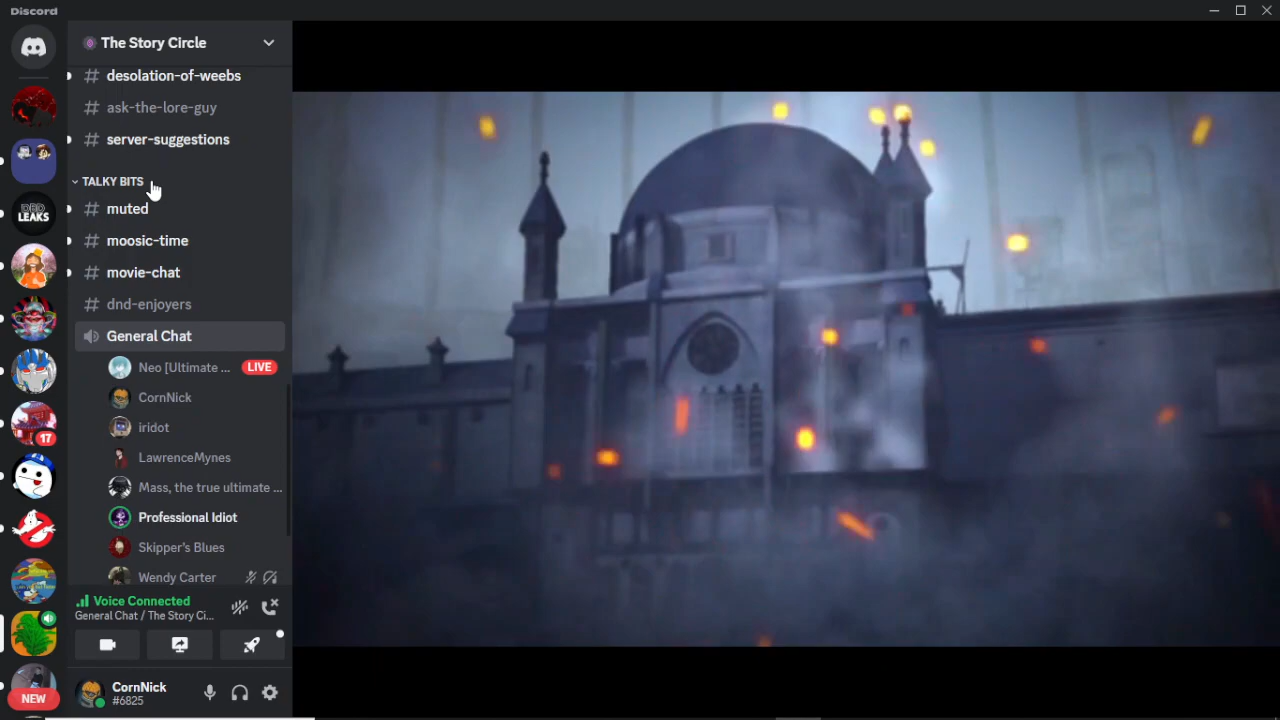 Discord
The Story Circle
desolation-of-weebs
ask-the-lore-guy
server-suggestions
TALKY BITS
muted
moosic-time
movie-chat
dnd-enjoyers
General Chat
Neo [Ultimate ... LIVE
CornNick
iridot
LawrenceMynes
Mass, the true ultimate ...
Professional Idiot
Skipper's Blues
Wendy Carter
Voice Connected
General Chat / The Story Ci...
CornNick
#6825
DBD
LEAKS
17
NEW